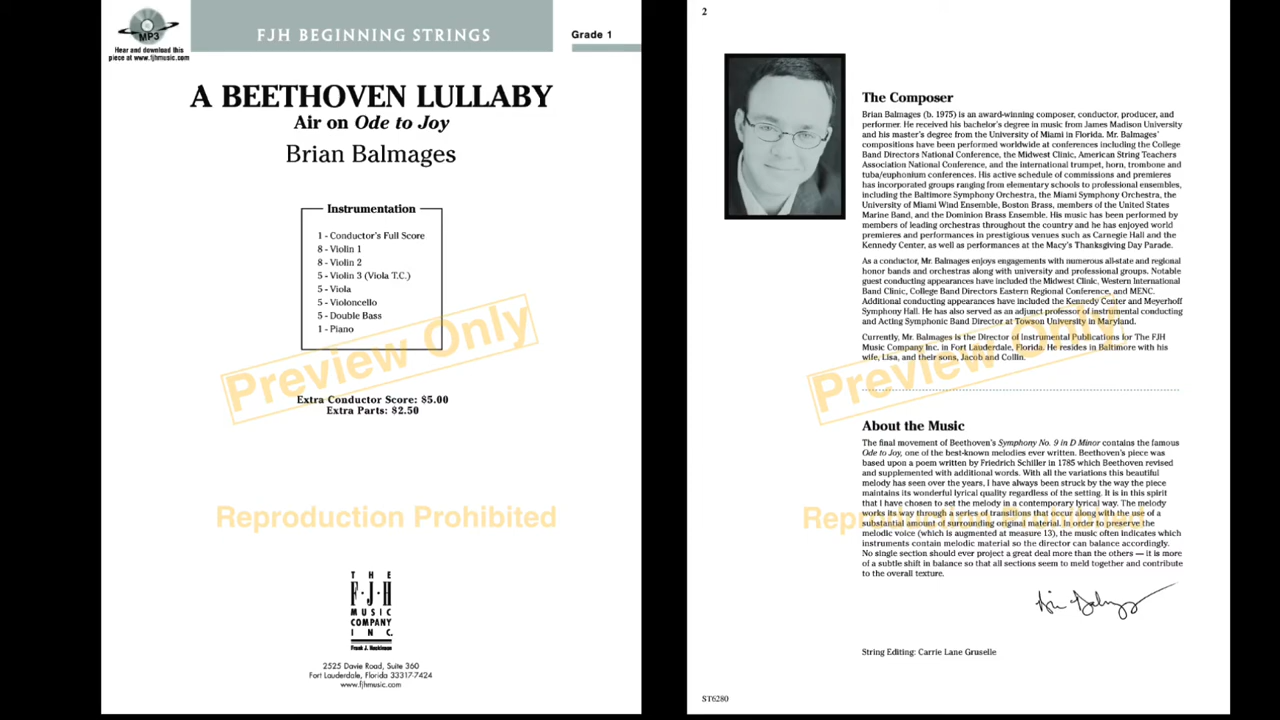 MP3
Hear and download this
piece at www.fjhmusic.com
FJH BEGINNING STRINGS
Grade 1
A BEETHOVEN LULLABY
Air on Ode to Joy
Brian Balmages
Instrumentation
1 - Conductor's Full Score
8 - Violin 1
8 - Violin 2
5 - Violin 3 (Viola T.C.)
5 - Viola
5 - Violoncello
5 - Double Bass
1 - Piano
Preview Only
Extra Conductor Score: $5.00
Extra Parts: $2.50
Reproduction Prohibited
THE
F·J·H
MUSIC
COMPANY
INC.
Frank J. Hackinson
2525 Davie Road, Suite 360
Fort Lauderdale, Florida 33317-7424
www.fjhmusic.com
2
The Composer
Brian Balmages (b. 1975) is an award-winning composer, conductor, producer, and
performer. He received his bachelor's degree in music from James Madison University
and his master's degree from the University of Miami in Florida. Mr. Balmages'
compositions have been performed worldwide at conferences including the College
Band Directors National Conference, the Midwest Clinic, American String Teachers
Association National Conference, and the international trumpet, horn, trombone and
tuba/euphonium conferences. His active schedule of commissions and premieres
has incorporated groups ranging from elementary schools to professional ensembles,
including the Baltimore Symphony Orchestra, the Miami Symphony Orchestra, the
University of Miami Wind Ensemble, Boston Brass, members of the United States
Marine Band, and the Dominion Brass Ensemble. His music has been performed by
members of leading orchestras throughout the country and he has enjoyed world
premieres and performances in prestigious venues such as Carnegie Hall and the
Kennedy Center, as well as performances at the Macy's Thanksgiving Day Parade.
As a conductor, Mr. Balmages enjoys engagements with numerous all-state and regional
honor bands and orchestras along with university and professional groups. Notable
guest conducting appearances have included the Midwest Clinic, Western International
Band Clinic, College Band Directors Eastern Regional Conference, and MENC.
Additional conducting appearances have included the Kennedy Center and Meyerhoff
Symphony Hall. He has also served as an adjunct professor of instrumental conducting
and Acting Symphonic Band Director at Towson University in Maryland.
Currently, Mr. Balmages is the Director of Instrumental Publications for The FJH
Music Company Inc. in Fort Lauderdale, Florida. He resides in Baltimore with his
wife, Lisa, and their sons, Jacob and Collin.
Preview Only
About the Music
The final movement of Beethoven's Symphony No. 9 in D Minor contains the famous
Ode to Joy, one of the best-known melodies ever written. Beethoven's piece was
based upon a poem written by Friedrich Schiller in 1785 which Beethoven revised
and supplemented with additional words. With all the variations this beautiful
melody has seen over the years, I have always been struck by the way the piece
maintains its wonderful lyrical quality regardless of the setting. It is in this spirit
that I have chosen to set the melody in a contemporary lyrical way. The melody
works its way through a series of transitions that occur along with the use of a
substantial amount of surrounding original material. In order to preserve the
melodic voice (which is augmented at measure 13), the music often indicates which
instruments contain melodic material so the director can balance accordingly.
No single section should ever project a great deal more than the others — it is more
of a subtle shift in balance so that all sections seem to meld together and contribute
to the overall texture.
Reproduction Prohibited
Brian Balmages
String Editing: Carrie Lane Gruselle
ST6280